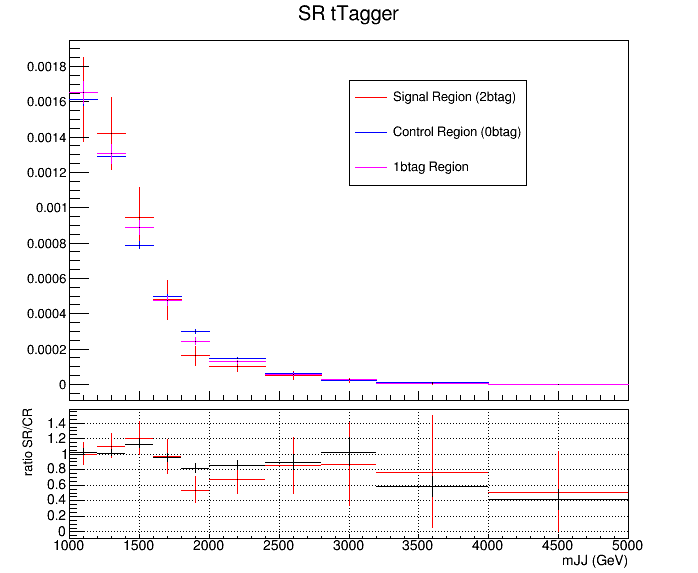 SR tTagger
0.0018
0.0016
0.0014
0.0012
0.001
0.0008
0.0006
0.0004
0.0002
0
Signal Region (2btag)
Control Region (0btag)
1btag Region
ratio SR/CR
1.4
1.2
1
0.8
0.6
0.4
0.2
0
1000 1500 2000 2500 3000 3500 4000 4500 5000
mJJ (GeV)